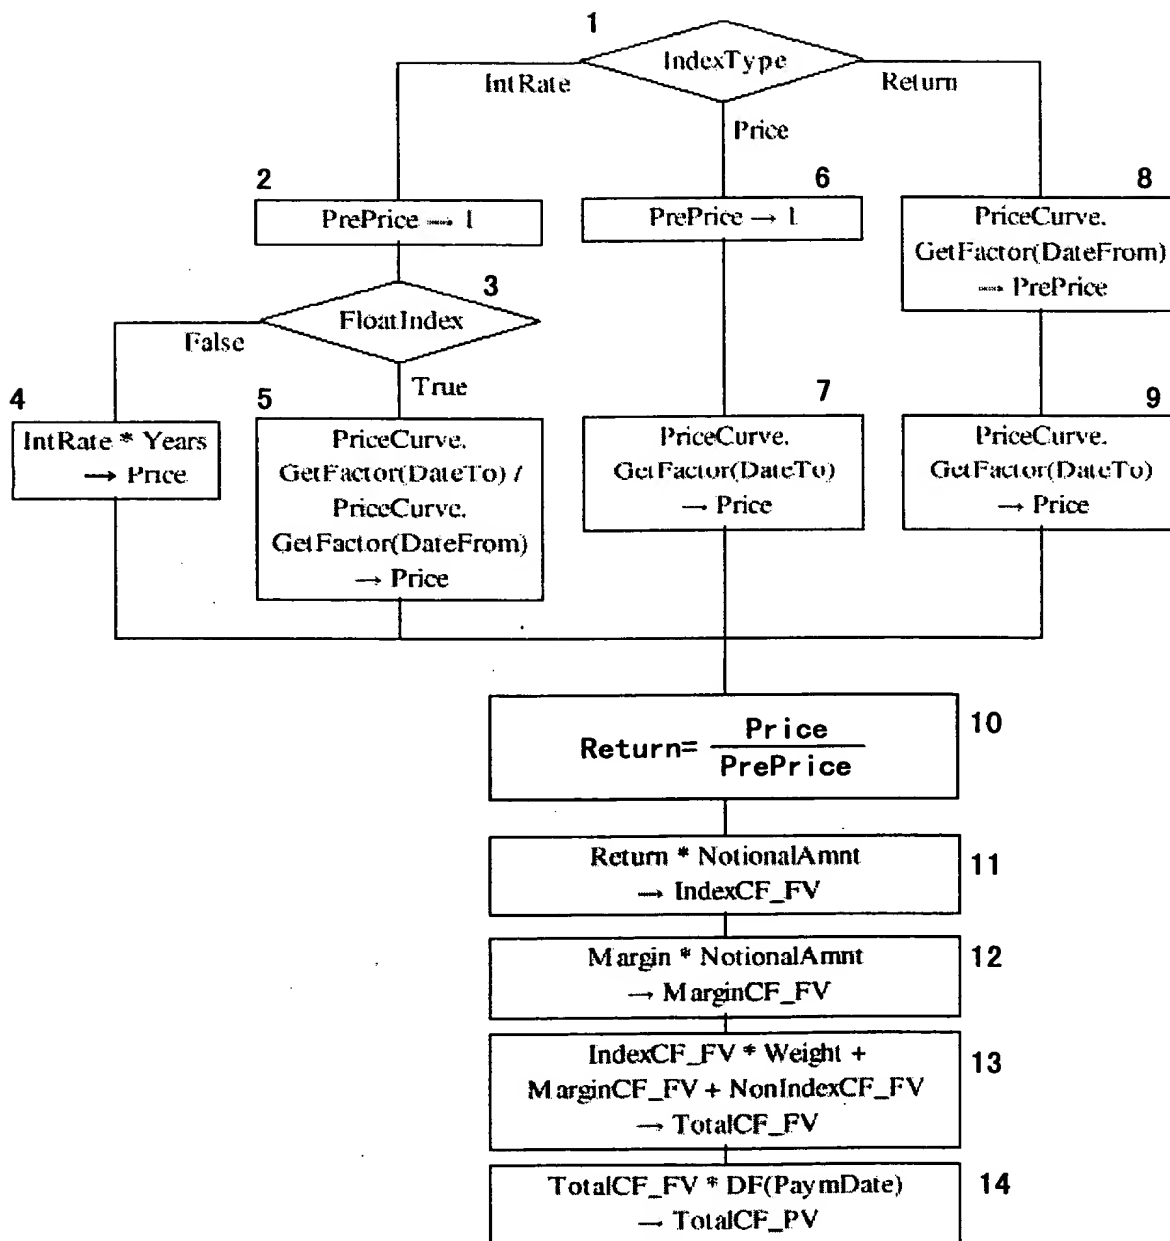 1
IndexType
IntRate
Return
Price
2
PrePrice → 1
6
PrePrice → 1
8
PriceCurve.
GetFactor(DateFrom)
→ PrePrice
3
FloatIndex
False
True
4
IntRate * Years
→ Price
5
PriceCurve.
GetFactor(DateTo) /
PriceCurve.
GetFactor(DateFrom)
→ Price
7
PriceCurve.
GetFactor(DateTo)
→ Price
9
PriceCurve.
GetFactor(DateTo)
→ Price
10
Return= Price
PrePrice
Return * NotionalAmnt
→ IndexCF_FV
11
Margin * NotionalAmnt
→ MarginCF_FV
12
IndexCF_FV * Weight +
MarginCF_FV + NonIndexCF_FV
→ TotalCF_FV
13
TotalCF_FV * DF(PaymDate)
→ TotalCF_PV
14